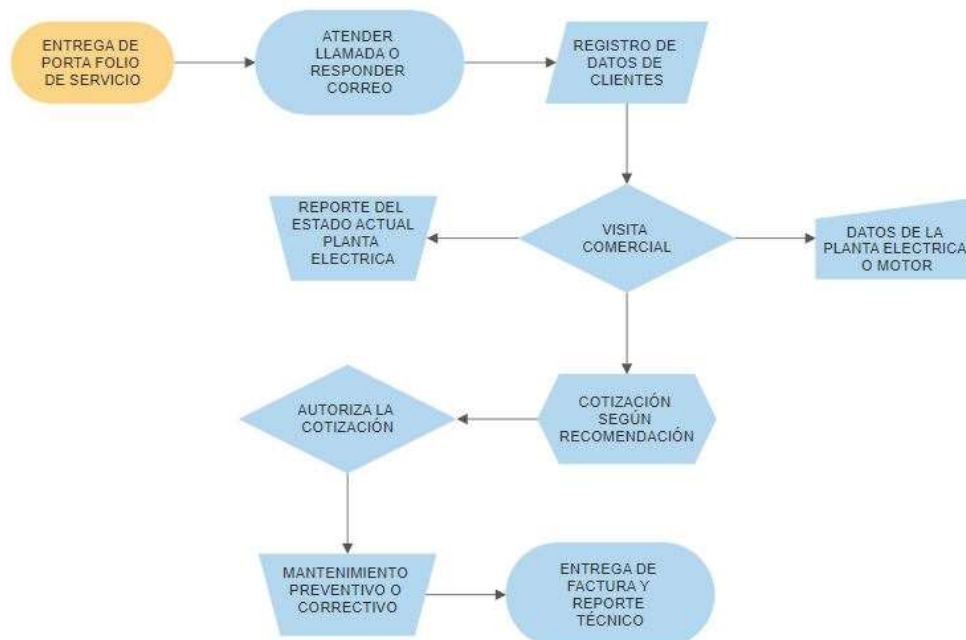 ENTREGA DE
PORTA FOLIO
DE SERVICIO
ATENDER
LLAMADA O
RESPONDER
CORREO
REGISTRO DE
DATOS DE
CLIENTES
REPORTE DEL
ESTADO ACTUAL
PLANTA
ELECTRICA
VISITA
COMERCIAL
DATOS DE LA
PLANTA ELECTRICA
O MOTOR
AUTORIZA LA
COTIZACIÓN
COTIZACIÓN
SEGÚN
RECOMENDACIÓN
MANTENIMIENTO
PREVENTIVO O
CORRECTIVO
ENTREGA DE
FACTURA Y
REPORTE
TÉCNICO